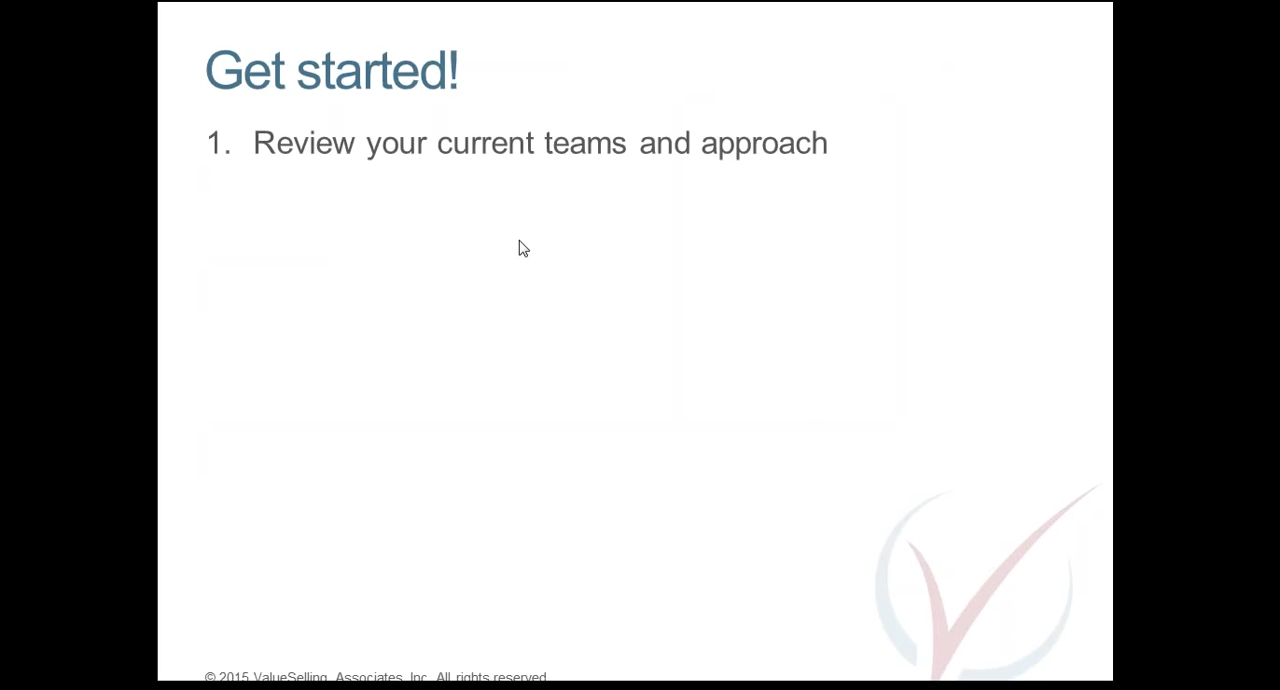 Get started!
1. Review your current teams and approach
© 2015 ValueSelling Associates, Inc. All rights reserved